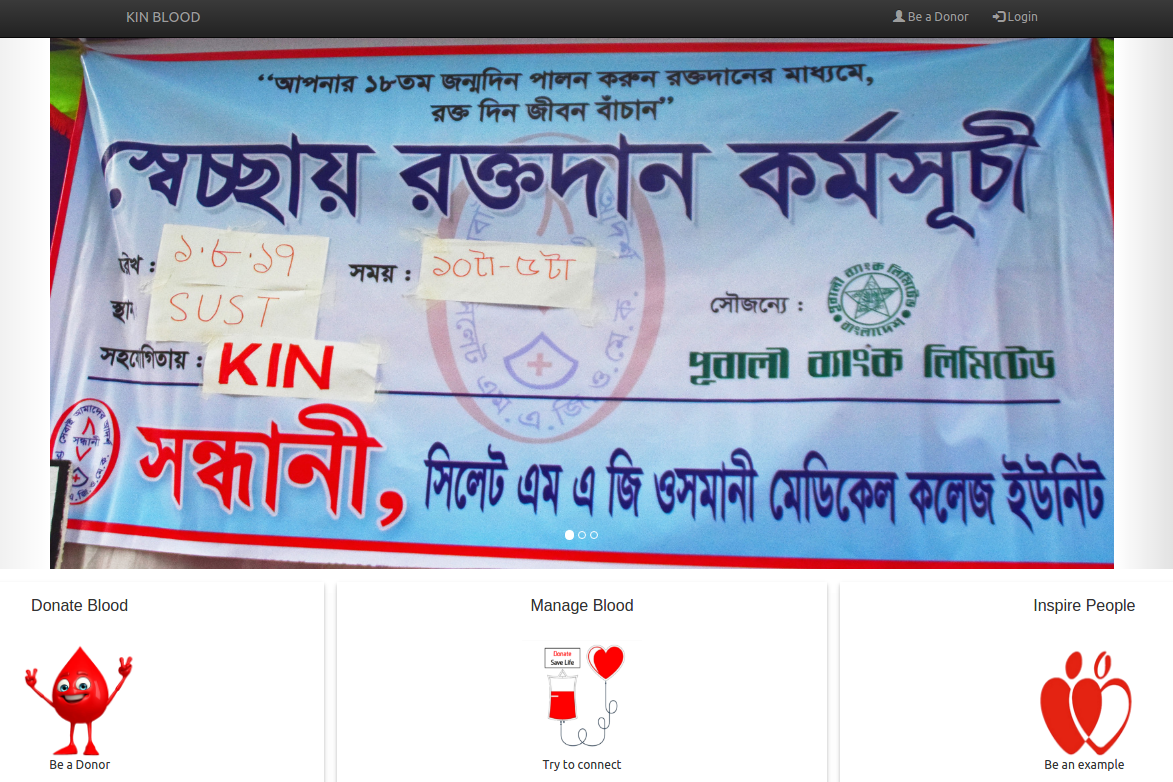 KIN BLOOD
Be a Donor
Login
“আপনার ১৮তম জন্মদিন পালন করুন রক্তদানের মাধ্যমে,
রক্ত দিন জীবন বাঁচান”
স্বেচ্ছায় রক্তদান কর্মসূচী
১.৮.১৭
সময় : ১০টা-৫টা
SUST
সৌজন্যে :
পূবালী ব্যাংক লিমিটেড
বাংলাদেশ
সহযোগিতায় : KIN
পূবালী ব্যাংক লিমিটেড
সন্ধানী, সিলেট এম এ জি ওসমানী মেডিকেল কলেজ ইউনিট
Donate Blood
Manage Blood
Inspire People
Donate
Save Life
Be a Donor
Try to connect
Be an example